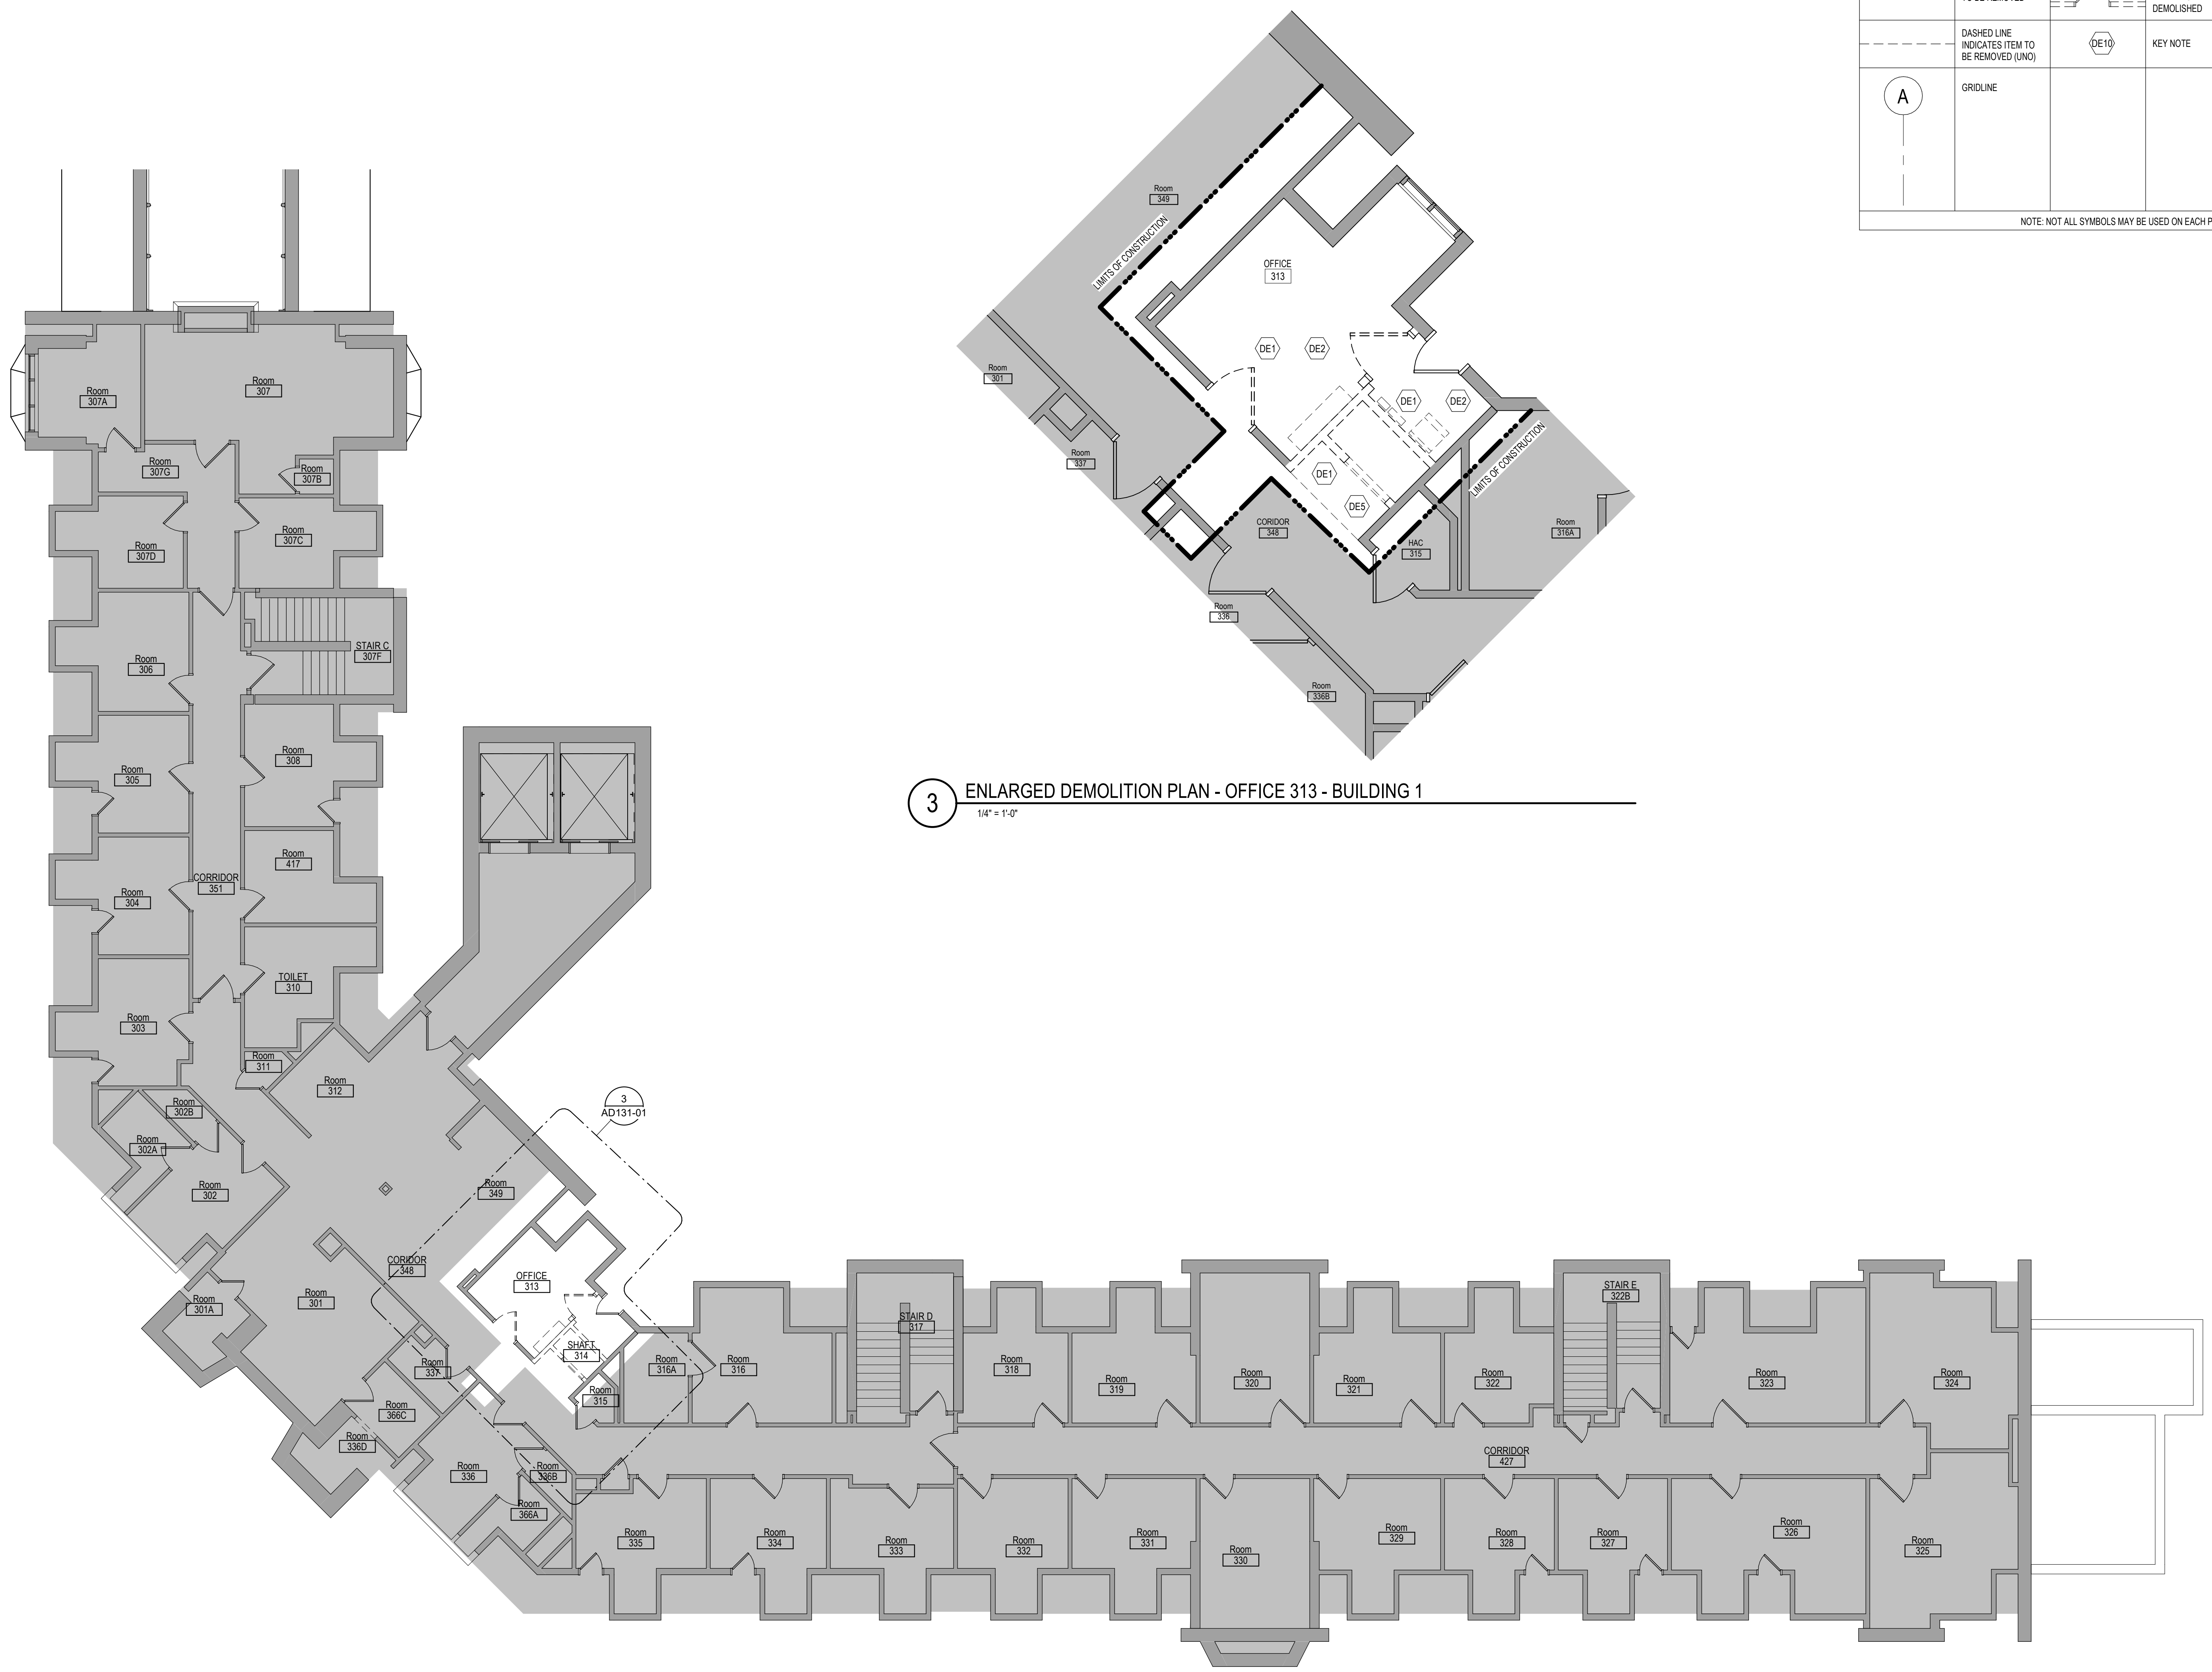 TO BE REMOVED
DEMOLISHED
DASHED LINE
INDICATES ITEM TO
BE REMOVED (UNO)
DE10
KEY NOTE
A
GRIDLINE
NOTE: NOT ALL SYMBOLS MAY BE USED ON EACH P
Room
349
LIMITS OF CONSTRUCTION
OFFICE
313
DE1
DE2
Room
301
DE1
DE2
LIMITS OF CONSTRUCTION
Room
337
DE1
DE5
CORIDOR
348
HAC
315
Room
316A
Room
336
Room
336B
3
ENLARGED DEMOLITION PLAN - OFFICE 313 - BUILDING 1
1/4" = 1'-0"
Room
307A
Room
307
Room
307G
Room
307B
Room
307D
Room
307C
Room
306
STAIR C
307F
Room
305
Room
308
Room
304
CORRIDOR
351
Room
417
TOILET
310
Room
303
Room
311
Room
312
Room
302B
Room
302A
Room
302
3
AD131-01
Room
349
CORIDOR
348
OFFICE
313
Room
301A
Room
301
SHAFT
314
Room
337
Room
315
Room
316A
Room
316
STAIR D
317
Room
318
Room
319
Room
320
Room
321
Room
322
STAIR E
322B
Room
323
Room
324
Room
366C
Room
336D
Room
336
Room
336B
Room
366A
CORRIDOR
427
Room
335
Room
334
Room
333
Room
332
Room
331
Room
330
Room
329
Room
328
Room
327
Room
326
Room
325